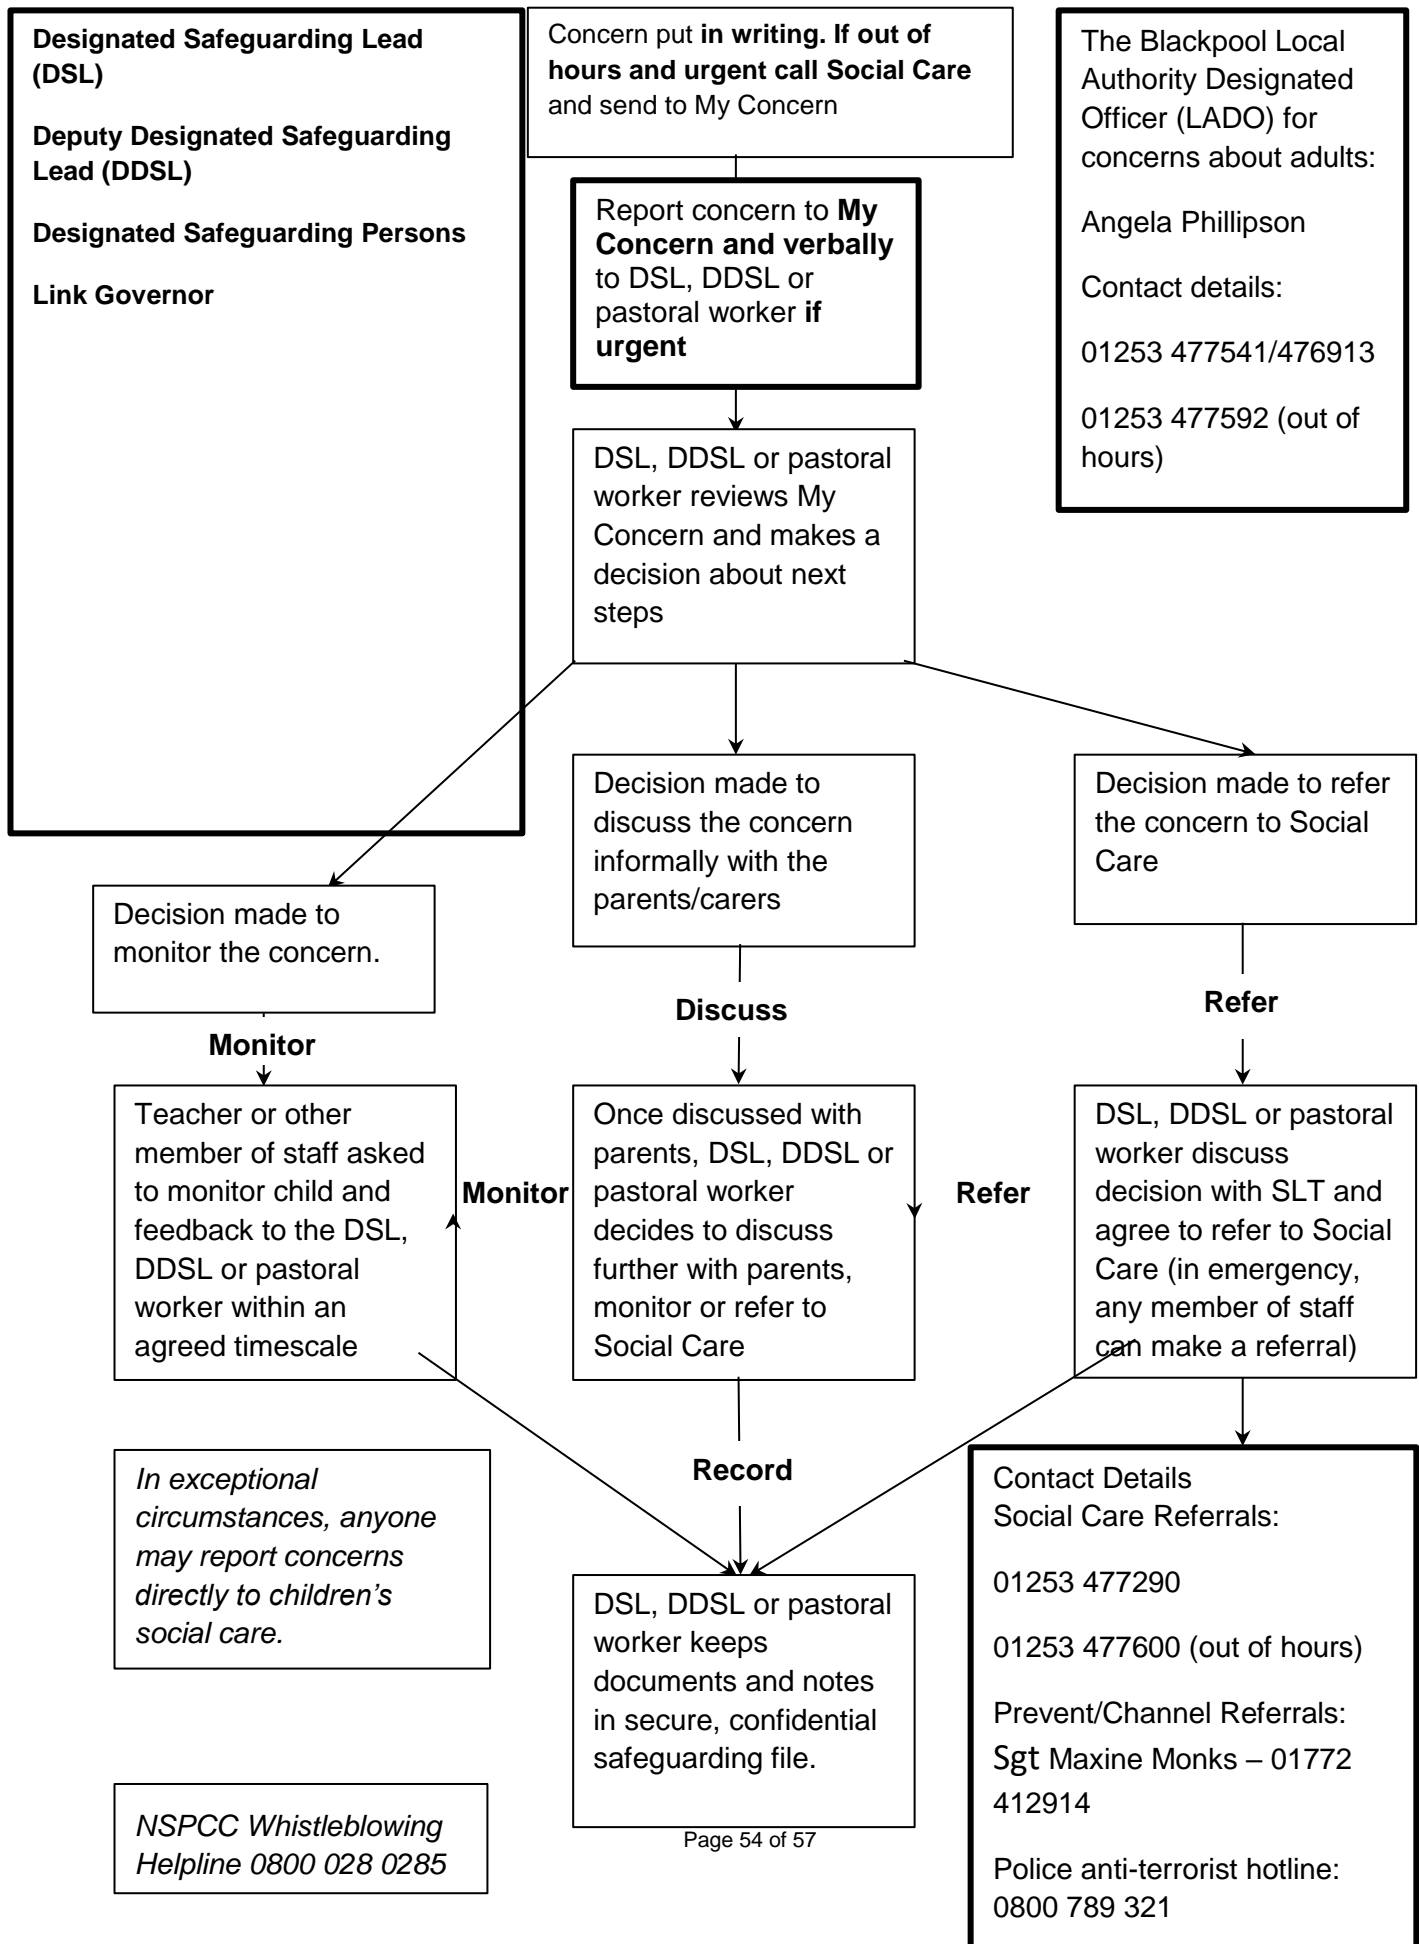 Designated Safeguarding Lead
(DSL)
Deputy Designated Safeguarding
Lead (DDSL)
Designated Safeguarding Persons
Link Governor
Concern put in writing. If out of
hours and urgent call Social Care
and send to My Concern
The Blackpool Local
Authority Designated
Officer (LADO) for
concerns about adults:
Angela Phillipson
Contact details:
01253 477541/476913
01253 477592 (out of
hours)
Report concern to My
Concern and verbally
to DSL, DDSL or
pastoral worker if
urgent
DSL, DDSL or pastoral
worker reviews My
Concern and makes a
decision about next
steps
Decision made to
monitor the concern.
Decision made to
discuss the concern
informally with the
parents/carers
Decision made to refer
the concern to Social
Care
Monitor
Discuss
Refer
Teacher or other
member of staff asked
to monitor child and
feedback to the DSL,
DDSL or pastoral
worker within an
agreed timescale
Monitor
Once discussed with
parents, DSL, DDSL or
pastoral worker
decides to discuss
further with parents,
monitor or refer to
Social Care
Refer
DSL, DDSL or pastoral
worker discuss
decision with SLT and
agree to refer to Social
Care (in emergency,
any member of staff
can make a referral)
Record
In exceptional
circumstances, anyone
may report concerns
directly to children’s
social care.
DSL, DDSL or pastoral
worker keeps
documents and notes
in secure, confidential
safeguarding file.
Contact Details
Social Care Referrals:
01253 477290
01253 477600 (out of hours)
Prevent/Channel Referrals:
Sgt Maxine Monks – 01772
412914
Police anti-terrorist hotline:
0800 789 321
NSPCC Whistleblowing
Helpline 0800 028 0285
Page 54 of 57